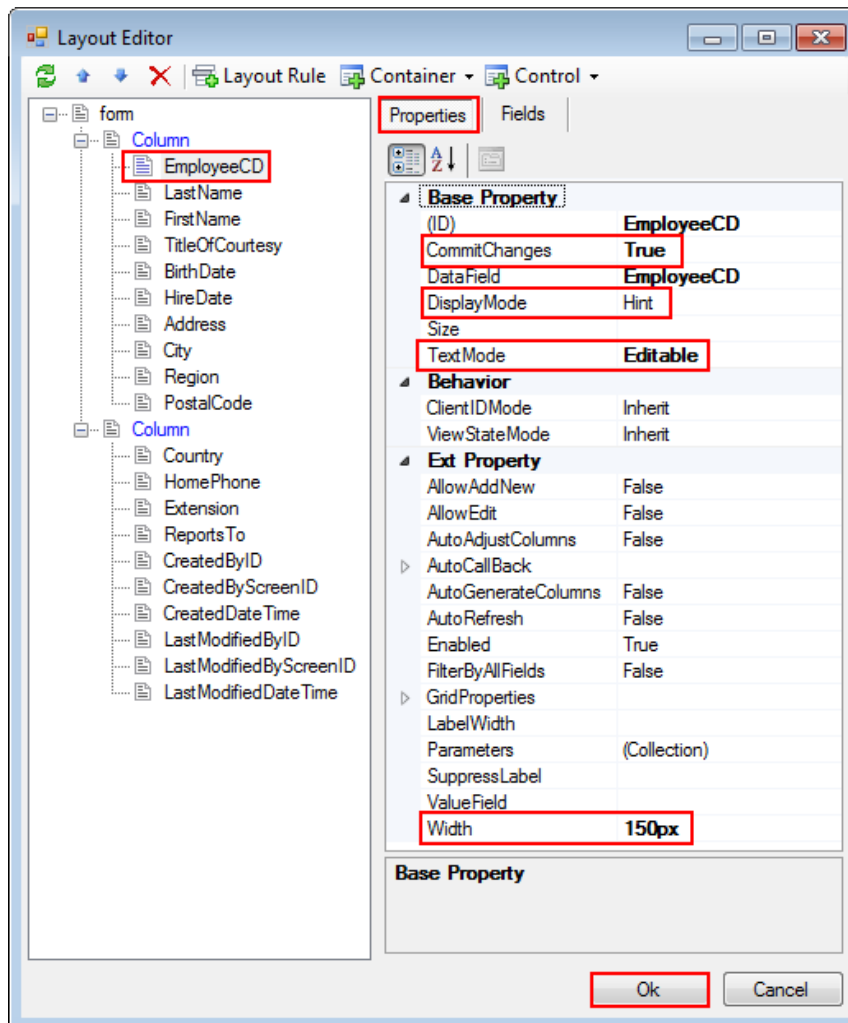 Layout Editor
Layout Rule Container Control
form
Column
EmployeeCD
LastName
FirstName
TitleOfCourtesy
BirthDate
HireDate
Address
City
Region
PostalCode
Column
Country
HomePhone
Extension
ReportsTo
CreatedByID
CreatedByScreenID
CreatedDateTime
LastModifiedByID
LastModifiedByScreenID
LastModifiedDateTime
Properties Fields
A
Z
Base Property
(ID) EmployeeCD
CommitChanges True
DataField EmployeeCD
DisplayMode Hint
Size
TextMode Editable
Behavior
ClientIDMode Inherit
ViewStateMode Inherit
Ext Property
AllowAddNew False
AllowEdit False
AutoAdjustColumns False
AutoCallBack
AutoGenerateColumns False
AutoRefresh False
Enabled True
FilterByAllFields False
GridProperties
LabelWidth
Parameters (Collection)
SuppressLabel
ValueField
Width 150px
Base Property
Ok Cancel